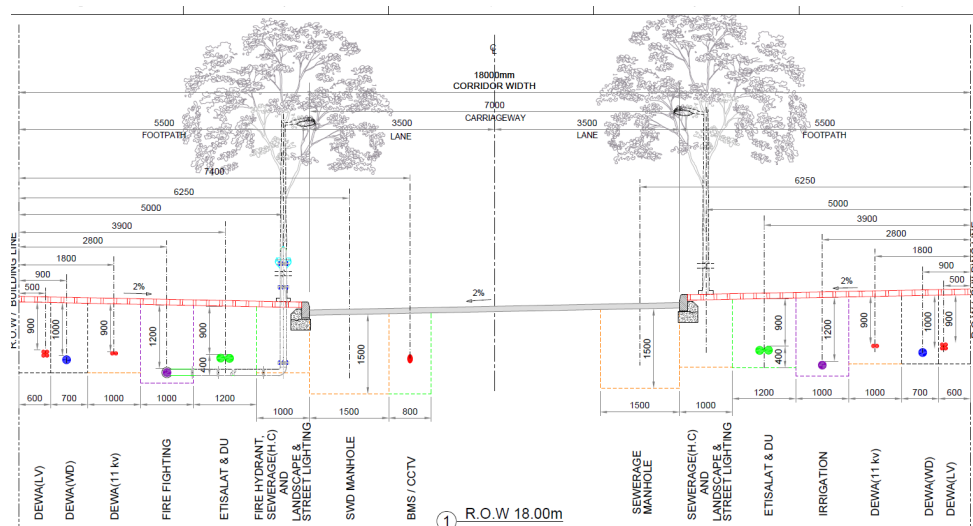 ℄
18000mm
CORRIDOR WIDTH
7000
CARRIAGEWAY
5500
FOOTPATH
3500
LANE
3500
LANE
5500
FOOTPATH
7400
6250
6250
5000
5000
3900
3900
2800
2800
1800
1800
900
900
500
500
2%
2%
2%
R.O.W / BUILDING LINE
900
1000
900
1200
900
400
1500
1500
900
400
1200
900
1000
900
600
700
1000
1000
1200
1000
1500
800
1500
1000
1200
1000
1000
700
600
DEWA(LV)
DEWA(WD)
DEWA(11 kv)
FIRE FIGHTING
ETISALAT & DU
FIRE HYDRANT,
SEWERAGE(H.C)
AND
LANDSCAPE &
STREET LIGHTING
SWD MANHOLE
BMS / CCTV
SEWERAGE
MANHOLE
SEWERAGE(H.C)
AND
LANDSCAPE &
STREET LIGHTING
ETISALAT & DU
IRRIGATION
DEWA(11 kv)
DEWA(WD)
DEWA(LV)
1 R.O.W 18.00m